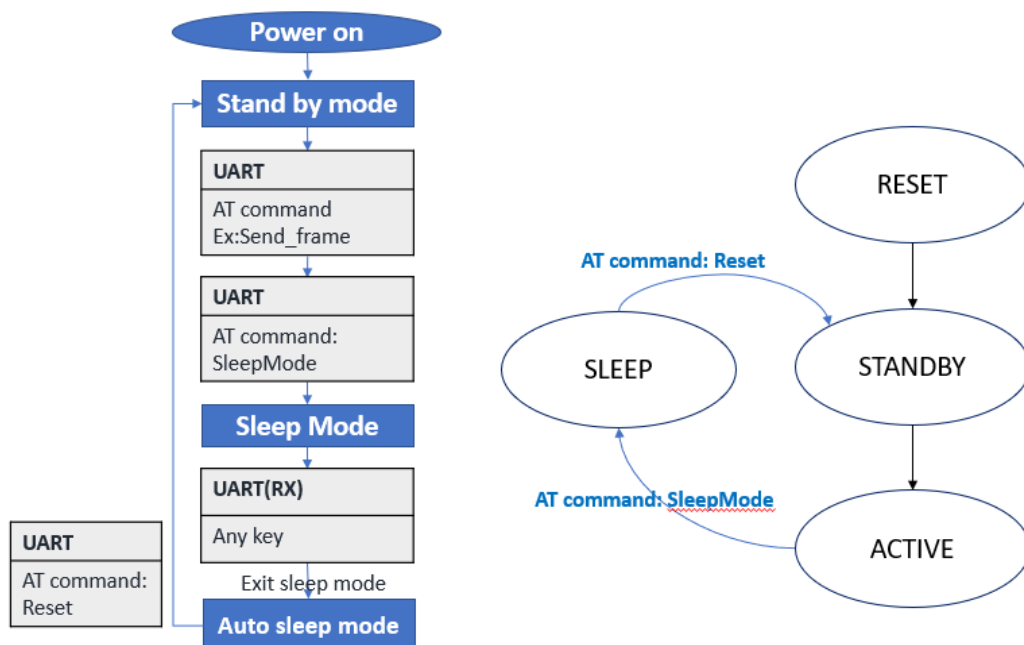 Power on
Stand by mode
UART
AT command
Ex:Send_frame
UART
AT command:
SleepMode
Sleep Mode
UART(RX)
Any key
Exit sleep mode
Auto sleep mode
UART
AT command:
Reset
RESET
AT command: Reset
SLEEP
STANDBY
AT command: SleepMode
ACTIVE